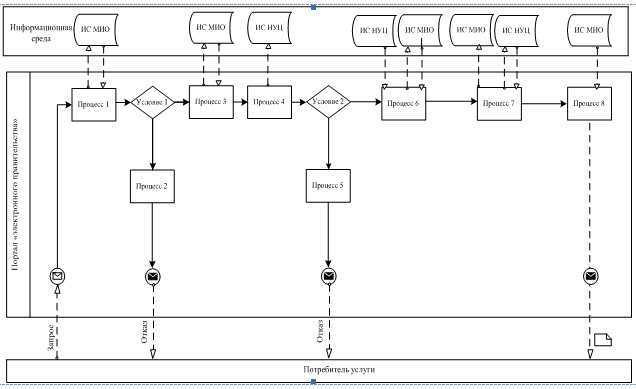 Информационная
среда
ИС МИО
ИС МИО
ИС НУЦ
ИС НУЦ
ИС МИО
ИС МИО
ИС НУЦ
ИС МИО
Портал «электронного правительства»
Процесс 1
Условие 1
Процесс 3
Процесс 4
Условие 2
Процесс 6
Процесс 7
Процесс 8
Процесс 2
Процесс 5
Запрос
Отказ
Отказ
Потребитель услуги